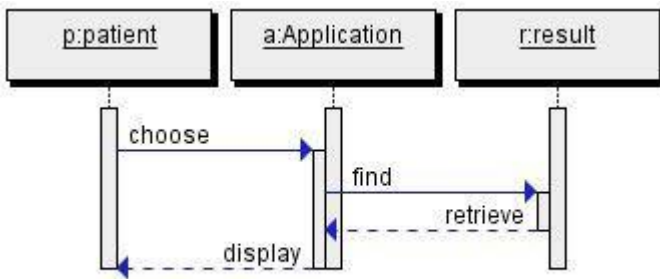 p:patient
a:Application
r:result
choose
find
retrieve
display